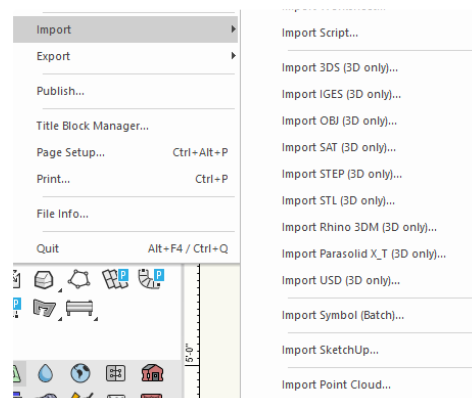 Import
Export
Publish...
Title Block Manager...
Page Setup... Ctrl+Alt+P
Print... Ctrl+P
File Info...
Quit Alt+F4 / Ctrl+Q
P P
P
5'-0"
Import Script...
Import 3DS (3D only)...
Import IGES (3D only)...
Import OBJ (3D only)...
Import SAT (3D only)...
Import STEP (3D only)...
Import STL (3D only)...
Import Rhino 3DM (3D only)...
Import Parasolid X_T (3D only)...
Import USD (3D only)...
Import Symbol (Batch)...
Import SketchUp...
Import Point Cloud...